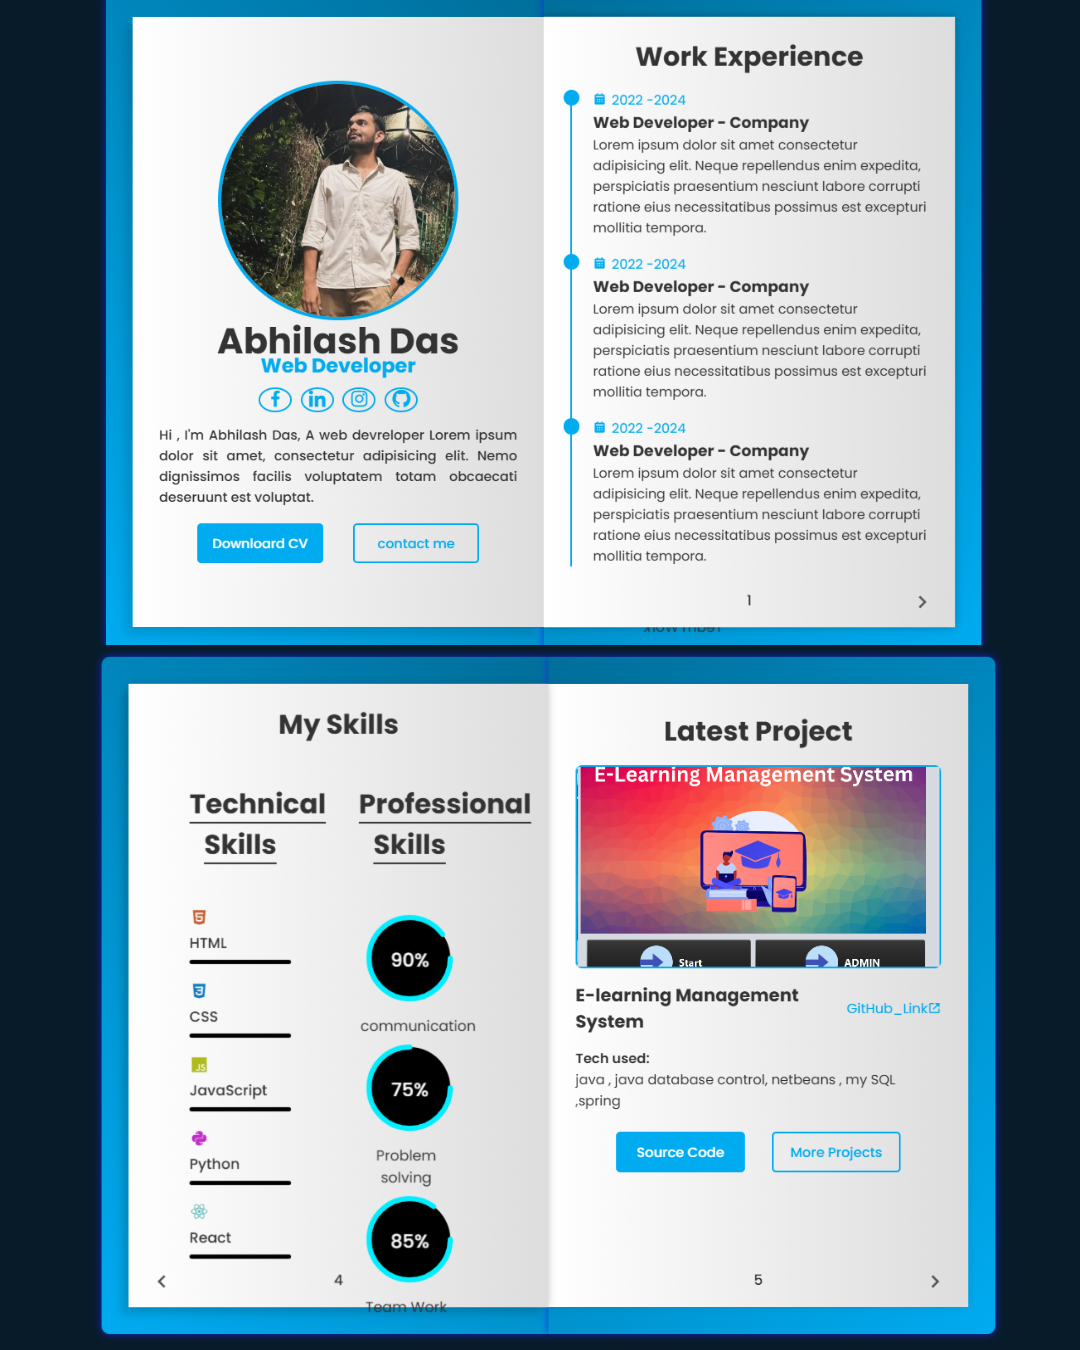 Abhilash Das
Web Developer
Hi , I'm Abhilash Das, A web devreloper Lorem ipsum
dolor sit amet, consectetur adipisicing elit. Nemo
dignissimos facilis voluptatem totam obcaecati
deseruunt est voluptat.
Downloard CV
contact me
Work Experience
2022 -2024
Web Developer - Company
Lorem ipsum dolor sit amet consectetur
adipisicing elit. Neque repellendus enim expedita,
perspiciatis praesentium nesciunt labore corrupti
ratione eius necessitatibus possimus est excepturi
mollitia tempora.
2022 -2024
Web Developer - Company
Lorem ipsum dolor sit amet consectetur
adipisicing elit. Neque repellendus enim expedita,
perspiciatis praesentium nesciunt labore corrupti
ratione eius necessitatibus possimus est excepturi
mollitia tempora.
2022 -2024
Web Developer - Company
Lorem ipsum dolor sit amet consectetur
adipisicing elit. Neque repellendus enim expedita,
perspiciatis praesentium nesciunt labore corrupti
ratione eius necessitatibus possimus est excepturi
mollitia tempora.
1
Team Work
My Skills
Technical
Skills
HTML
CSS
JS
JavaScript
Python
React
Professional
Skills
90%
communication
75%
Problem
solving
85%
Team Work
4
Latest Project
E-Learning Management System
Start
ADMIN
E-learning Management
System
GitHub_Link
Tech used:
java , java database control, netbeans , my SQL
,spring
Source Code
More Projects
5